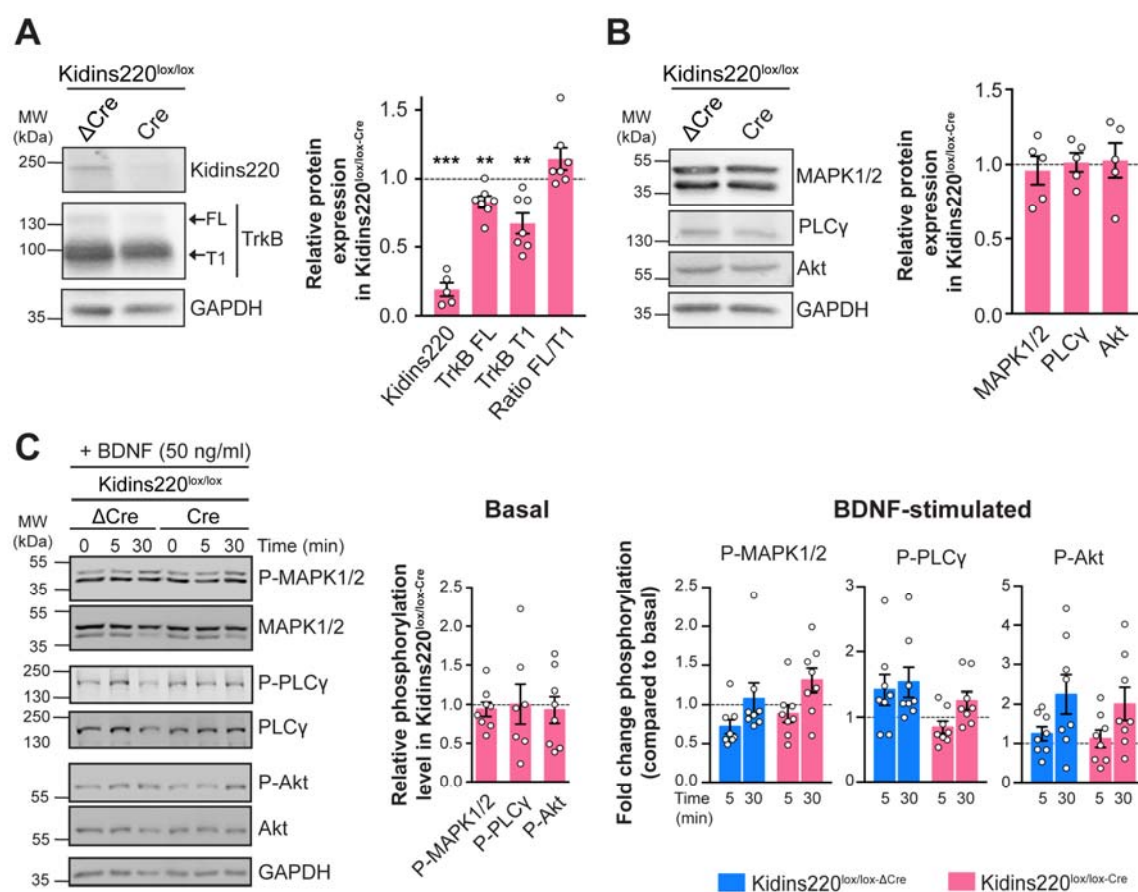 A
Kidins220lox/lox
MW
(kDa)
ΔCre
Cre
250
130
100
35
Kidins220
FL
T1
TrkB
GAPDH
Relative protein
expression
in Kidins220lox/lox-Cre
1.5
1.0
0.5
0.0
***
**
**
Kidins220
TrkB FL
TrkB T1
Ratio FL/T1
B
Kidins220lox/lox
MW
(kDa)
ΔCre
Cre
55
35
130
55
35
MAPK1/2
PLCγ
Akt
GAPDH
Relative protein
expression
in Kidins220lox/lox-Cre
1.5
1.0
0.5
0.0
MAPK1/2
PLCγ
Akt
C
+ BDNF (50 ng/ml)
Kidins220lox/lox
ΔCre Cre
MW
(kDa)
0 5 30 0 5 30 Time (min)
55
35
P-MAPK1/2
55
35
MAPK1/2
250
130
P-PLCγ
250
130
PLCγ
55
P-Akt
55
Akt
35
GAPDH
Basal
Relative phosphorylation
level in Kidins220lox/lox-Cre
2.5
2.0
1.5
1.0
0.5
0.0
P-MAPK1/2
P-PLCγ
P-Akt
BDNF-stimulated
Fold change phosphorylation
(compared to basal)
P-MAPK1/2
2.5
2.0
1.5
1.0
0.5
0.0
Time
(min)
5 30 5 30
P-PLCγ
3
2
1
0
5 30 5 30
P-Akt
5
4
3
2
1
0
5 30 5 30
Kidins220lox/lox-ΔCre
Kidins220lox/lox-Cre